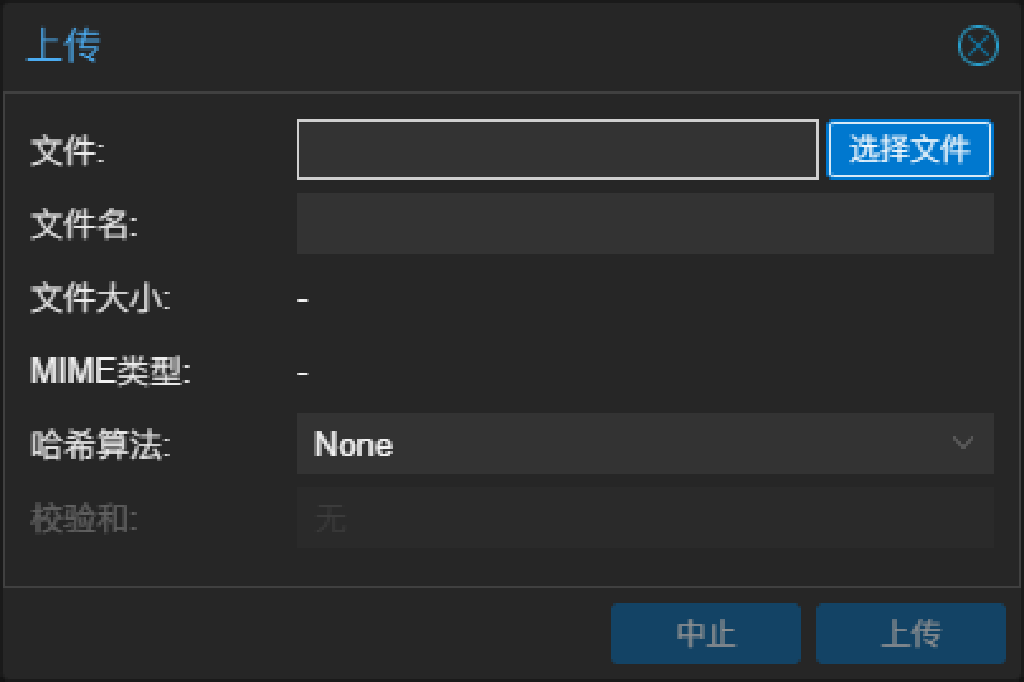 上传
文件: 选择文件
文件名:
文件大小: -
MIME类型: -
哈希算法: None
校验和: 无
中止 上传